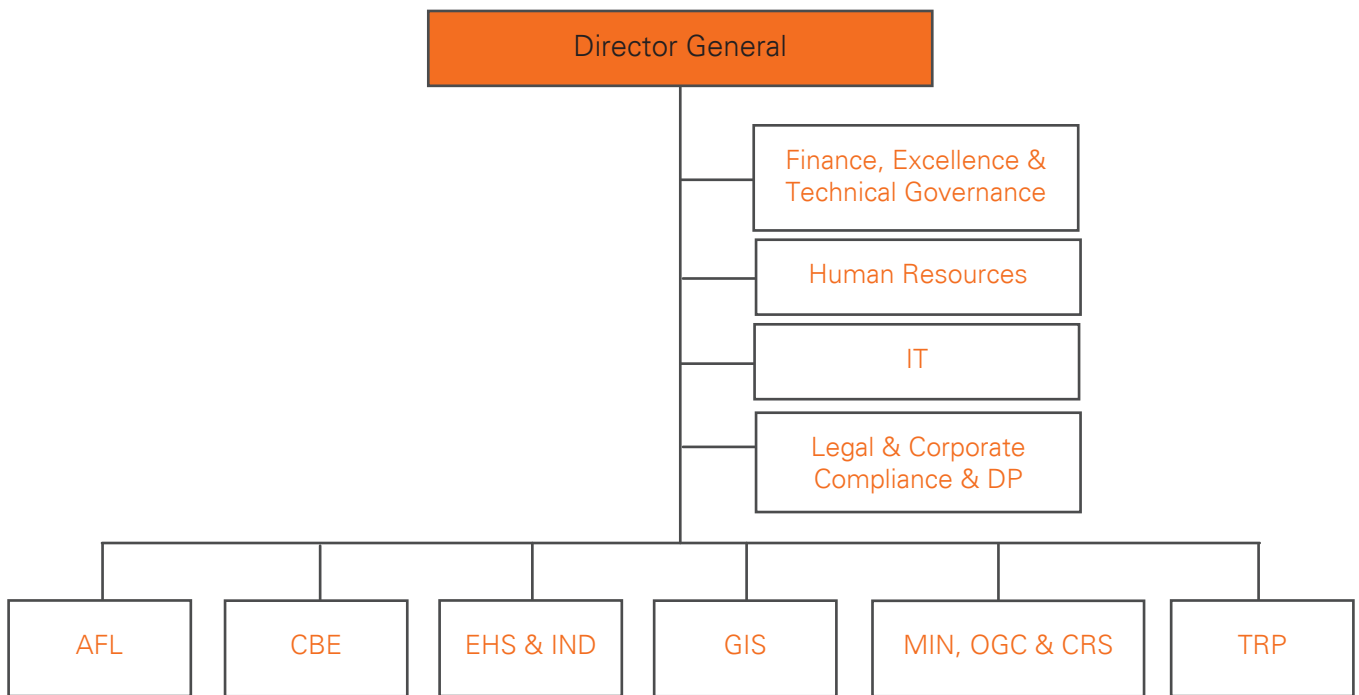 Director General
Finance, Excellence &
Technical Governance
Human Resources
IT
Legal & Corporate
Compliance & DP
AFL
CBE
EHS & IND
GIS
MIN, OGC & CRS
TRP